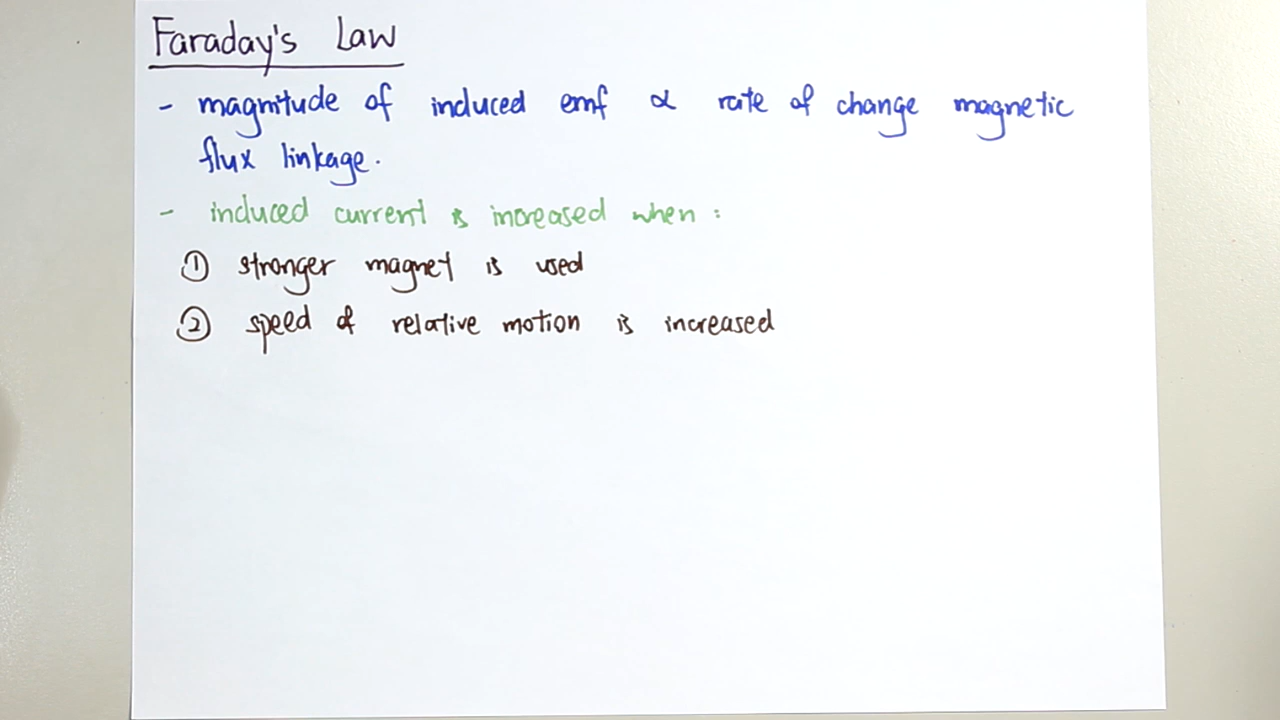 Faraday's Law
- magnitude of induced emf ∝ rate of change magnetic
flux linkage.
- induced current is increased when :
① stronger magnet is used
② speed of relative motion is increased